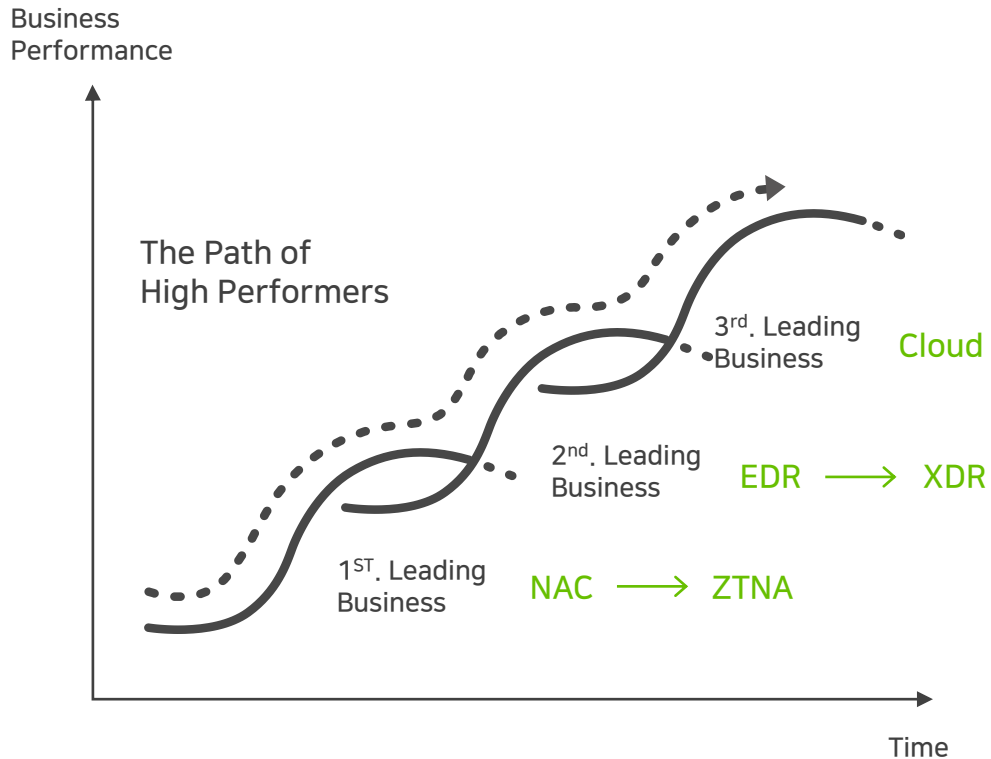 Business
Performance
The Path of
High Performers
3rd. Leading
Business
Cloud
2nd. Leading
Business
EDR → XDR
1ST. Leading
Business
NAC → ZTNA
Time